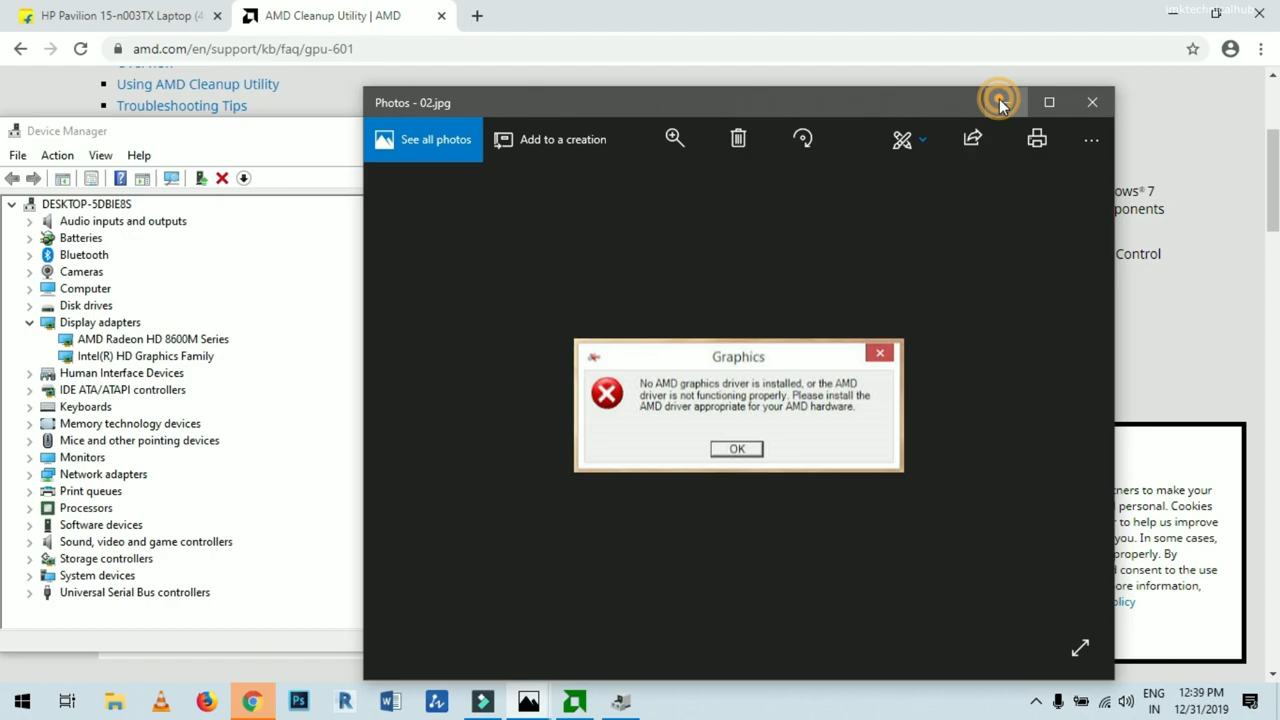 HP Pavilion 15-n003TX Laptop (4
AMD Cleanup Utility | AMD
jmktechnicalhub
amd.com/en/support/kb/faq/gpu-601
Using AMD Cleanup Utility
Troubleshooting Tips
Device Manager
File Action View Help
DESKTOP-5DBIE8S
Audio inputs and outputs
Batteries
Bluetooth
Cameras
Computer
Disk drives
Display adapters
AMD Radeon HD 8600M Series
Intel(R) HD Graphics Family
Human Interface Devices
IDE ATA/ATAPI controllers
Keyboards
Memory technology devices
Mice and other pointing devices
Monitors
Network adapters
Print queues
Processors
Software devices
Sound, video and game controllers
Storage controllers
System devices
Universal Serial Bus controllers
Photos - 02.jpg
See all photos
Add to a creation
Graphics
No AMD graphics driver is installed, or the AMD
driver is not functioning properly. Please install the
AMD driver appropriate for your AMD hardware.
OK
ows® 7
ponents
Control
tners to make your
personal. Cookies
r to help us improve
you. In some cases,
properly. By
d consent to the use
ore information,
olicy
ENG
IN
12:39 PM
12/31/2019